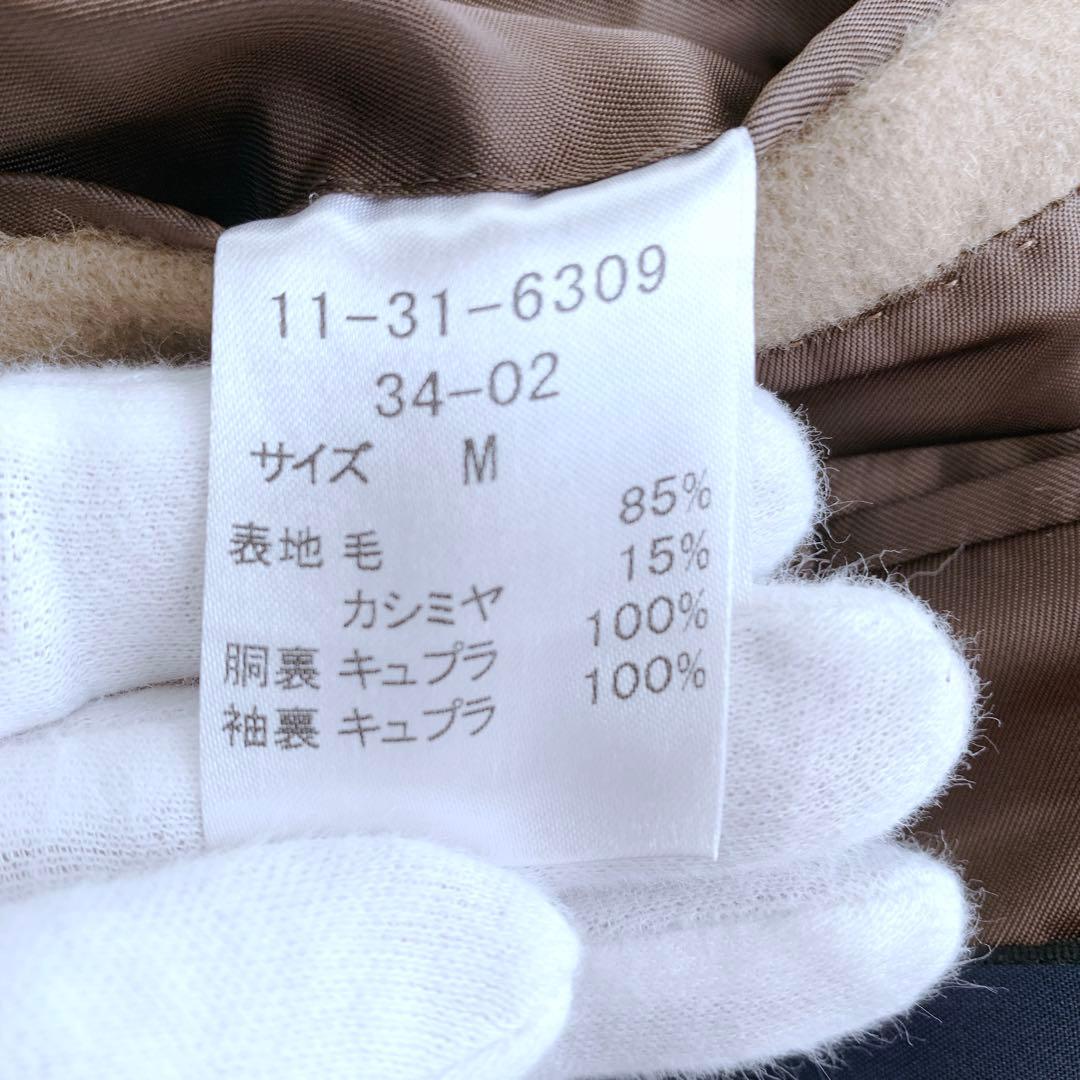 11-31-6309
34-02
サイズ M
表地 毛 85%
カシミヤ 15%
胴裏 キュプラ 100%
袖裏 キュプラ 100%